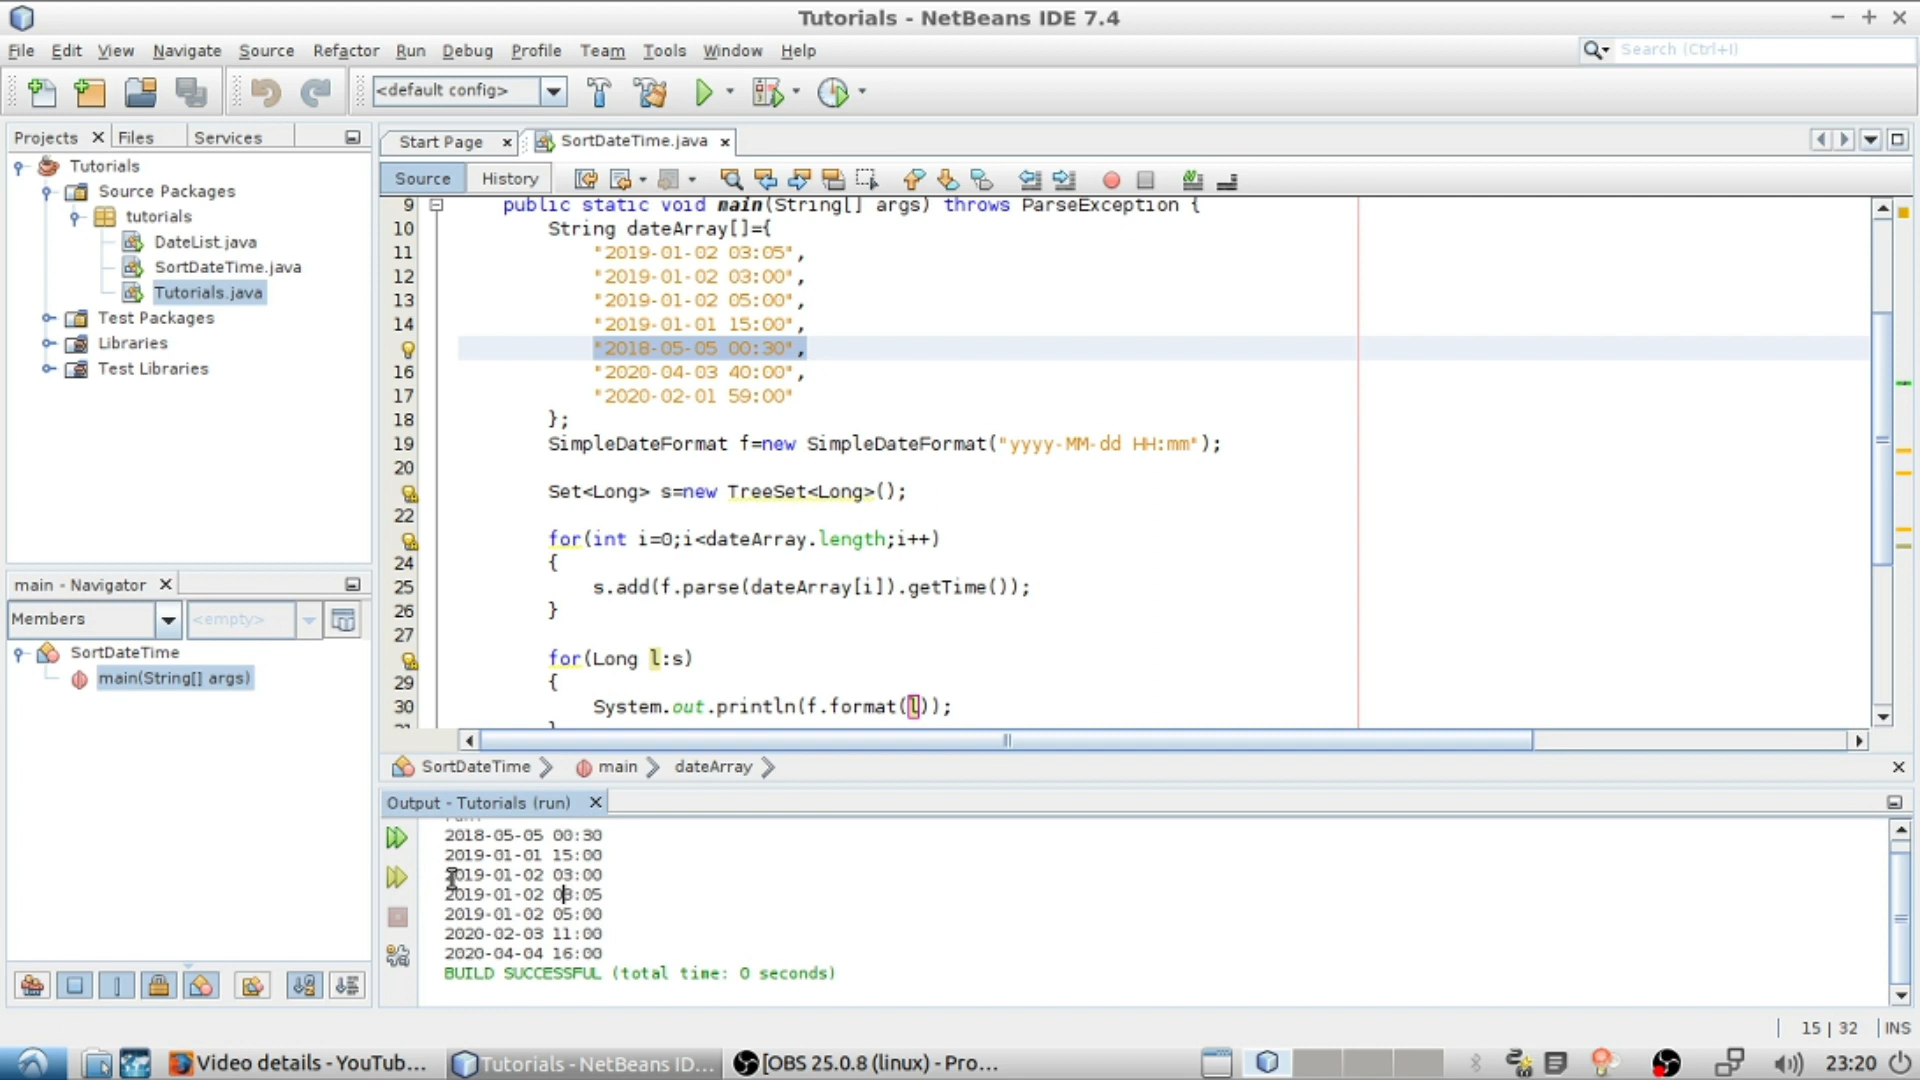 Tutorials - NetBeans IDE 7.4
File Edit View Navigate Source Refactor Run Debug Profile Team Tools Window Help
Search (Ctrl+I)
<default config>
Projects Files Services
Start Page SortDateTime.java
Source History
Tutorials
Source Packages
tutorials
DateList.java
SortDateTime.java
Tutorials.java
Test Packages
Libraries
Test Libraries
9 public static void main(String[] args) throws ParseException {
10 String dateArray[]={
11 "2019-01-02 03:05",
12 "2019-01-02 03:00",
13 "2019-01-02 05:00",
14 "2019-01-01 15:00",
"2018-05-05 00:30",
16 "2020-04-03 40:00",
17 "2020-02-01 59:00"
18 };
19 SimpleDateFormat f=new SimpleDateFormat("yyyy-MM-dd HH:mm");
20
Set<Long> s=new TreeSet<Long>();
22
for(int i=0;i<dateArray.length;i++)
24 {
25 s.add(f.parse(dateArray[i]).getTime());
26 }
27
for(Long l:s)
29 {
30 System.out.println(f.format(l));
main - Navigator
Members
<empty>
SortDateTime
main(String[] args)
SortDateTime main dateArray
Output - Tutorials (run)
2018-05-05 00:30
2019-01-01 15:00
2019-01-02 03:00
2019-01-02 03:05
2019-01-02 05:00
2020-02-03 11:00
2020-04-04 16:00
BUILD SUCCESSFUL (total time: 0 seconds)
15 | 32 INS
Video details - YouTub... Tutorials - NetBeans ID... [OBS 25.0.8 (linux) - Pro... 23:20